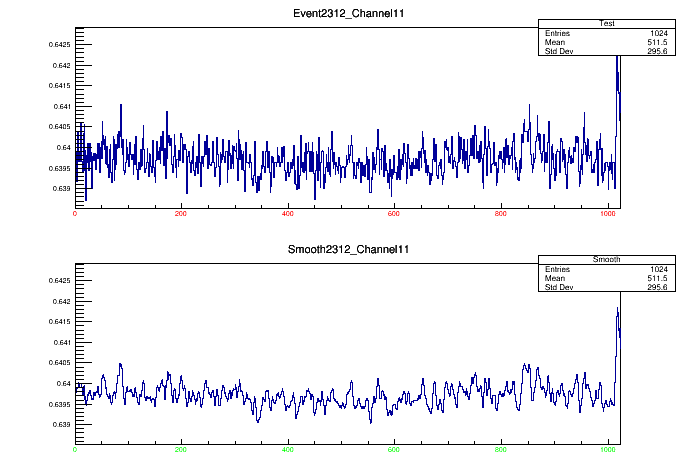 Event2312_Channel11
Test
Entries 1024
Mean 511.5
Std Dev 295.6
0.6425
0.642
0.6415
0.641
0.6405
0.64
0.6395
0.639
0 200 400 600 800 1000
Smooth2312_Channel11
Smooth
Entries 1024
Mean 511.5
Std Dev 295.6
0.6425
0.642
0.6415
0.641
0.6405
0.64
0.6395
0.639
0 200 400 600 800 1000